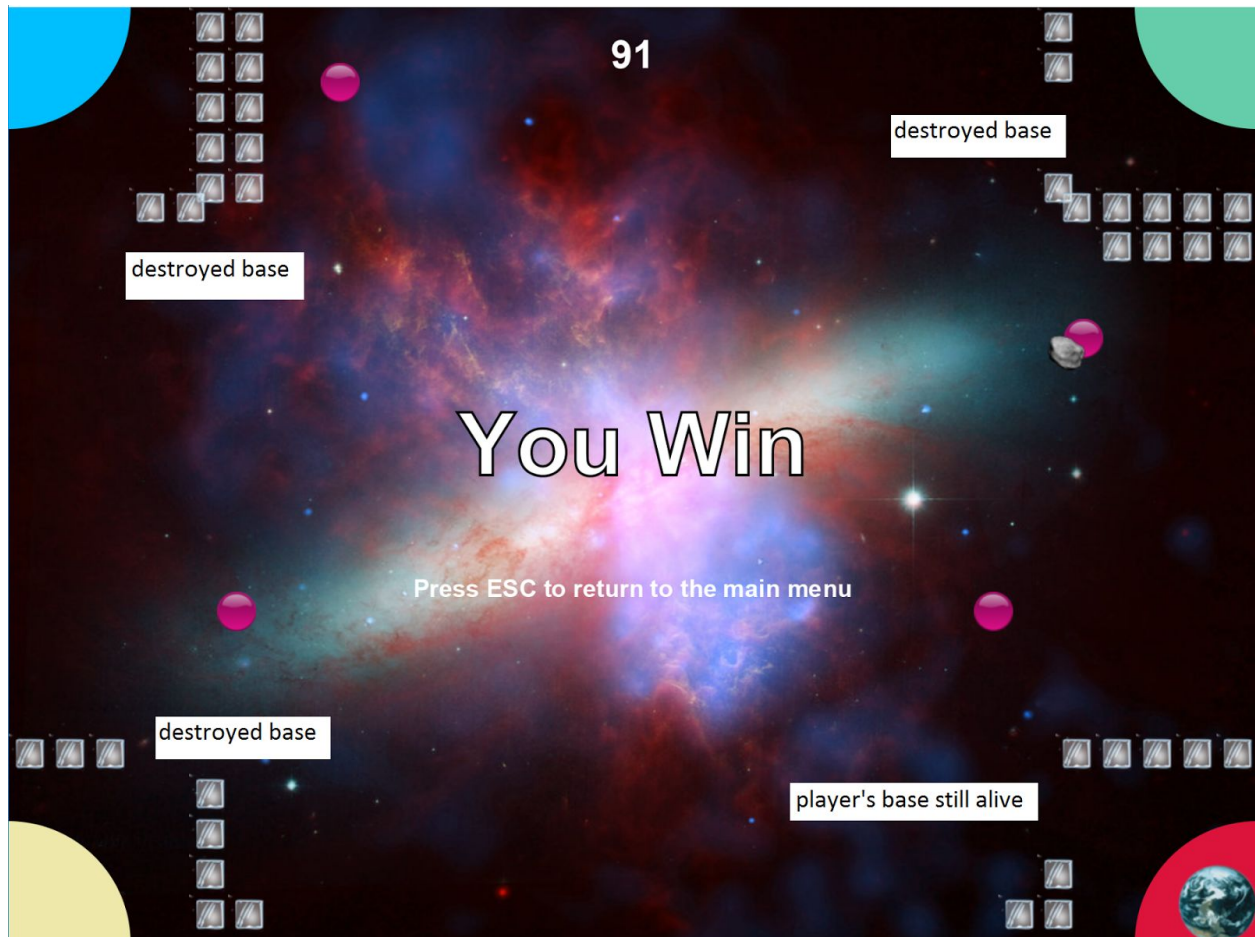 91
destroyed base
destroyed base
You Win
Press ESC to return to the main menu
destroyed base
player's base still alive